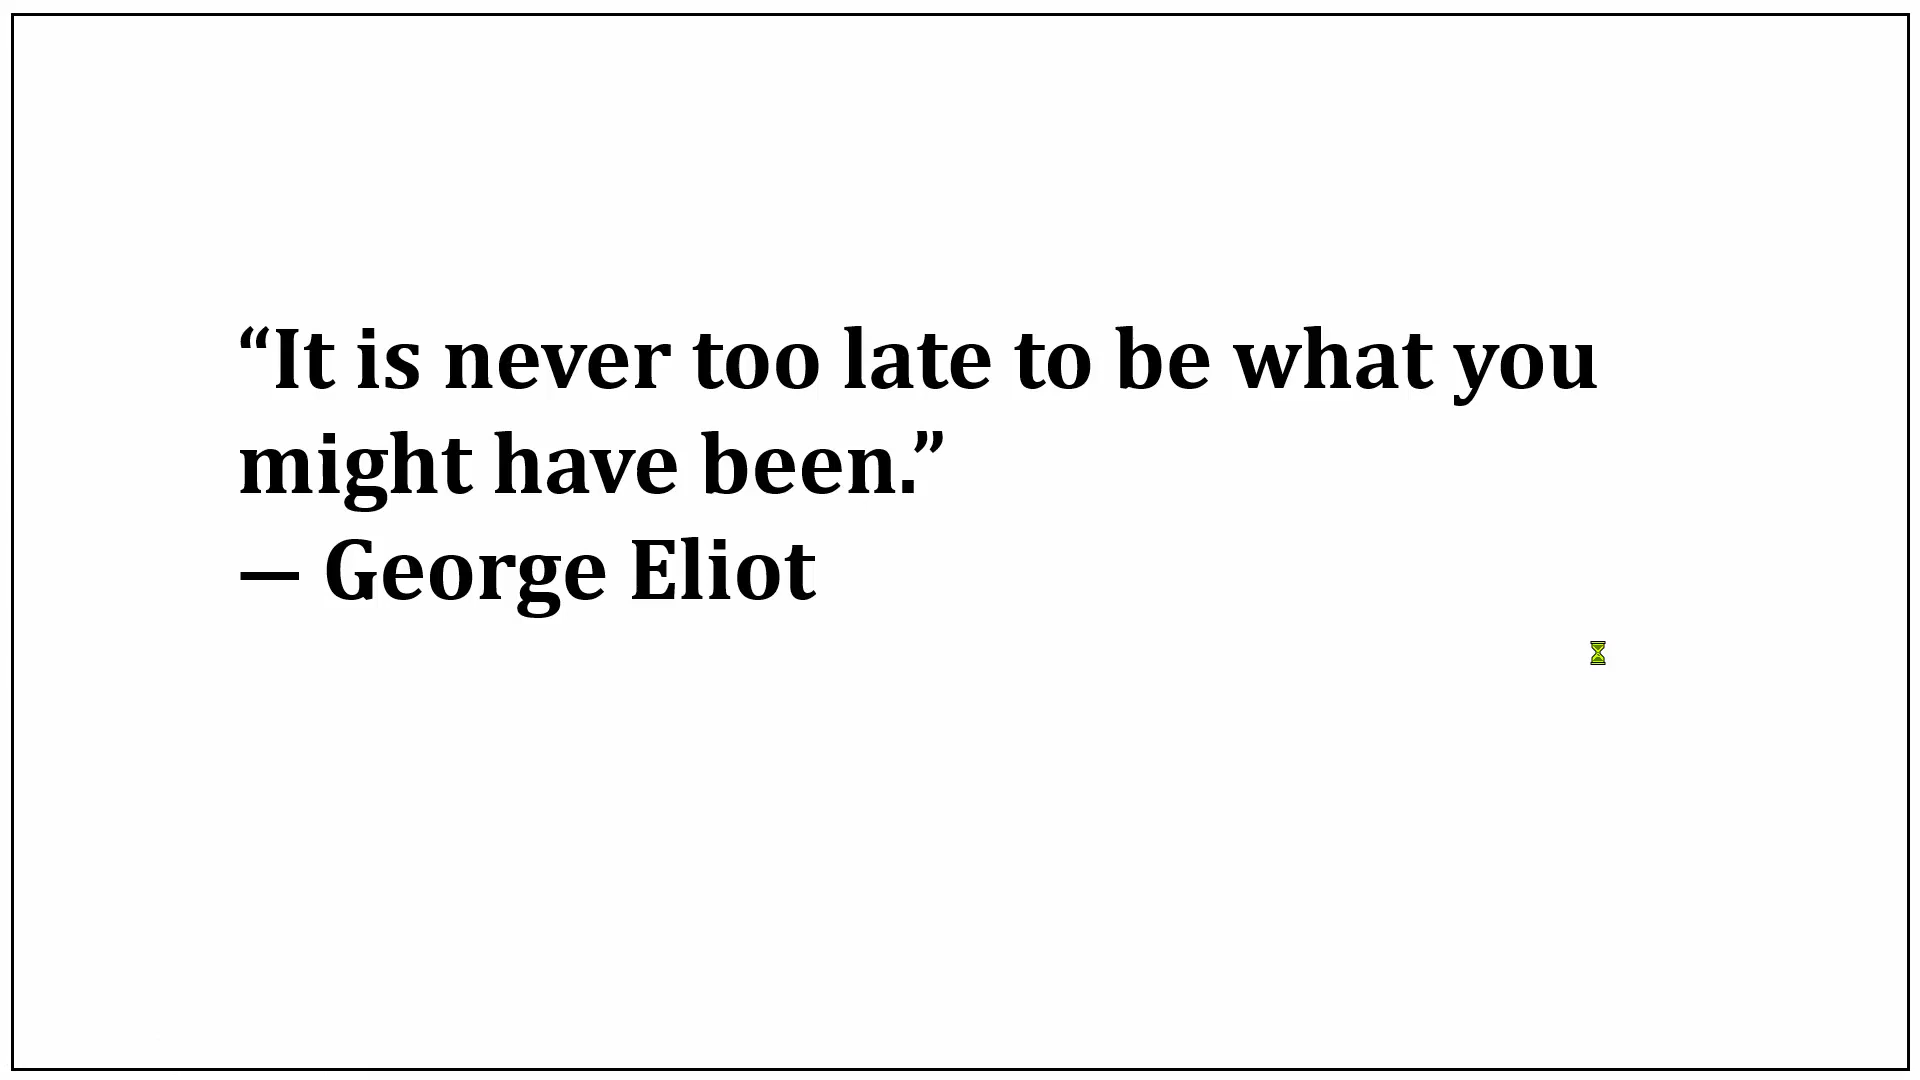 “It is never too late to be what you
might have been.”
— George Eliot